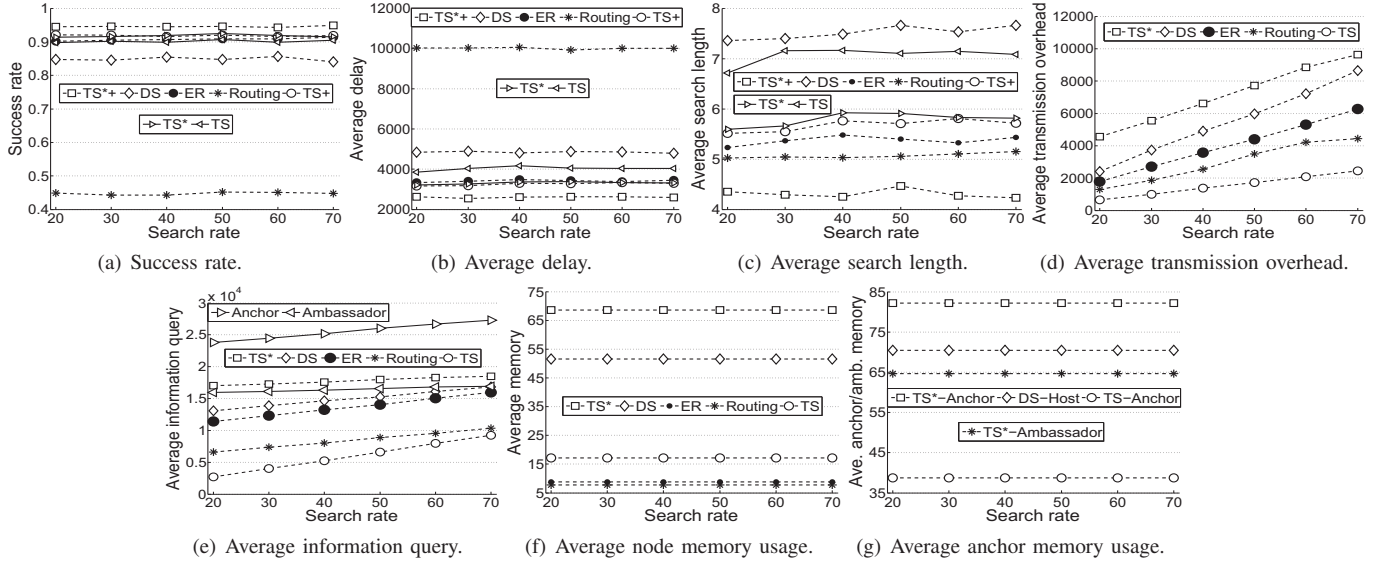 1
0.9
0.8
0.7
0.6
0.5
0.4
Success rate
TS*+ DS ER Routing TS+
TS* TS
20 30 40 50 60 70
Search rate
(a) Success rate.
12000
10000
8000
6000
4000
2000
Average delay
TS*+ DS ER Routing TS+
TS* TS
20 30 40 50 60 70
Search rate
(b) Average delay.
8
7
6
5
4
Average search length
TS*+ DS ER Routing TS+
TS* TS
20 30 40 50 60 70
Search rate
(c) Average search length.
12000
10000
8000
6000
4000
2000
0
Average transmission overhead
TS* DS ER Routing TS
20 30 40 50 60 70
Search rate
(d) Average transmission overhead.
3 x 10^4
2.5
2
1.5
1
0.5
0
Average information query
Anchor Ambassador
TS* DS ER Routing TS
20 30 40 50 60 70
Search rate
(e) Average information query.
75
65
55
45
35
25
15
5
Average memory
TS* DS ER Routing TS
20 30 40 50 60 70
Search rate
(f) Average node memory usage.
85
75
65
55
45
35
Ave. anchor/amb. memory
TS*−Anchor DS−Host TS−Anchor
TS*−Ambassador
20 30 40 50 60 70
Search rate
(g) Average anchor memory usage.